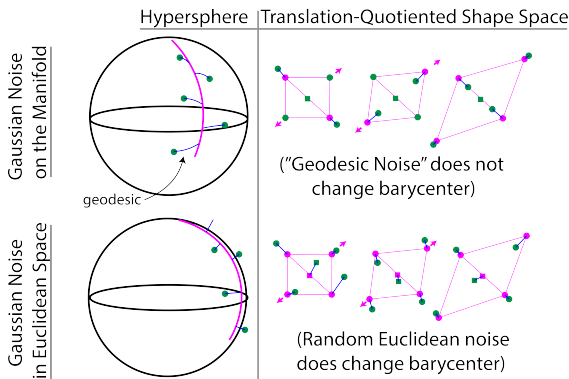 Hypersphere
Translation-Quotiented Shape Space
Gaussian Noise
on the Manifold
geodesic
("Geodesic Noise" does not
change barycenter)
Gaussian Noise
in Euclidean Space
(Random Euclidean noise
does change barycenter)